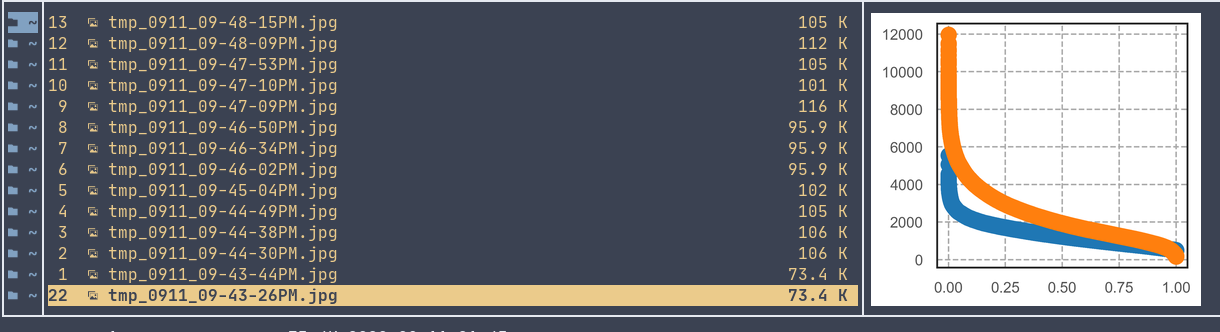 ~ 13 tmp_0911_09-48-15PM.jpg 105 K
~ 12 tmp_0911_09-48-09PM.jpg 112 K
~ 11 tmp_0911_09-47-53PM.jpg 105 K
~ 10 tmp_0911_09-47-10PM.jpg 101 K
~ 9 tmp_0911_09-47-09PM.jpg 116 K
~ 8 tmp_0911_09-46-50PM.jpg 95.9 K
~ 7 tmp_0911_09-46-34PM.jpg 95.9 K
~ 6 tmp_0911_09-46-02PM.jpg 95.9 K
~ 5 tmp_0911_09-45-04PM.jpg 102 K
~ 4 tmp_0911_09-44-49PM.jpg 105 K
~ 3 tmp_0911_09-44-38PM.jpg 106 K
~ 2 tmp_0911_09-44-30PM.jpg 106 K
~ 1 tmp_0911_09-43-44PM.jpg 73.4 K
~ 22 tmp_0911_09-43-26PM.jpg 73.4 K
12000
10000
8000
6000
4000
2000
0
0.00 0.25 0.50 0.75 1.00